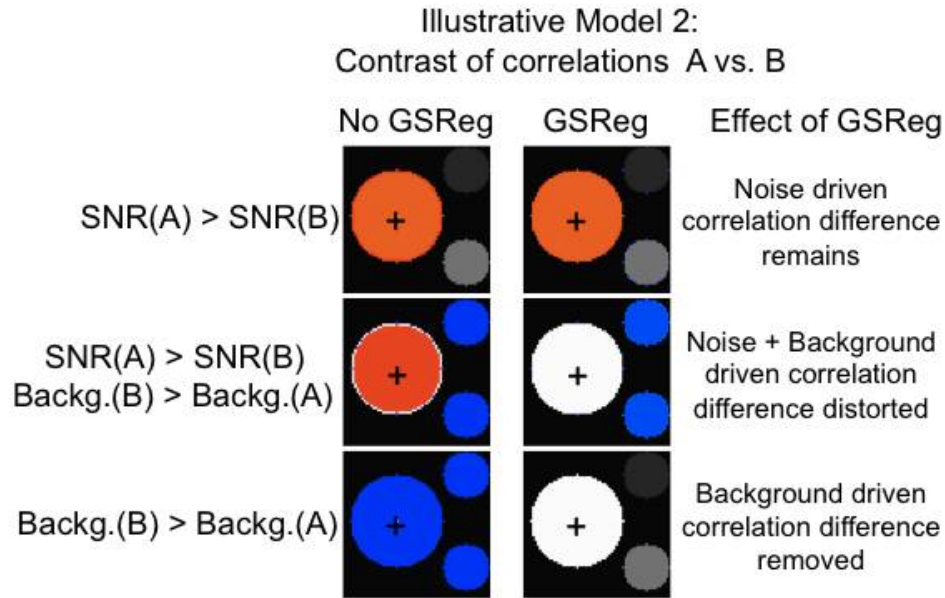 Illustrative Model 2:
Contrast of correlations A vs. B
No GSReg
GSReg
Effect of GSReg
SNR(A) > SNR(B)
Noise driven
correlation difference
remains
SNR(A) > SNR(B)
Backg.(B) > Backg.(A)
Noise + Background
driven correlation
difference distorted
Backg.(B) > Backg.(A)
Background driven
correlation difference
removed